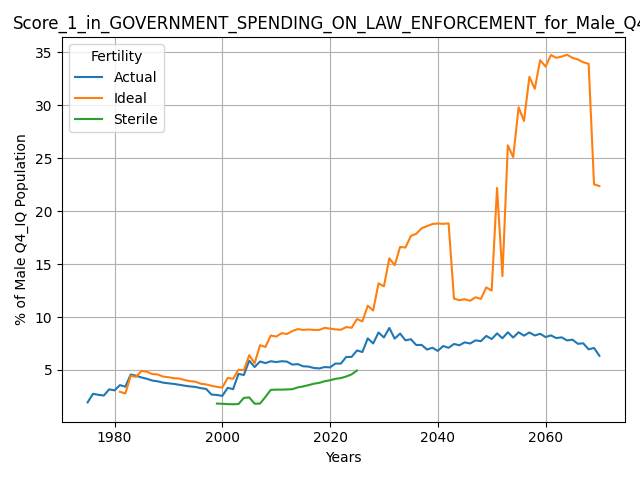 Score_1_in_GOVERNMENT_SPENDING_ON_LAW_ENFORCEMENT_for_Male_Q4
Fertility
Actual
Ideal
Sterile
35
30
25
20
15
10
5
% of Male Q4_IQ Population
1980 2000 2020 2040 2060
Years